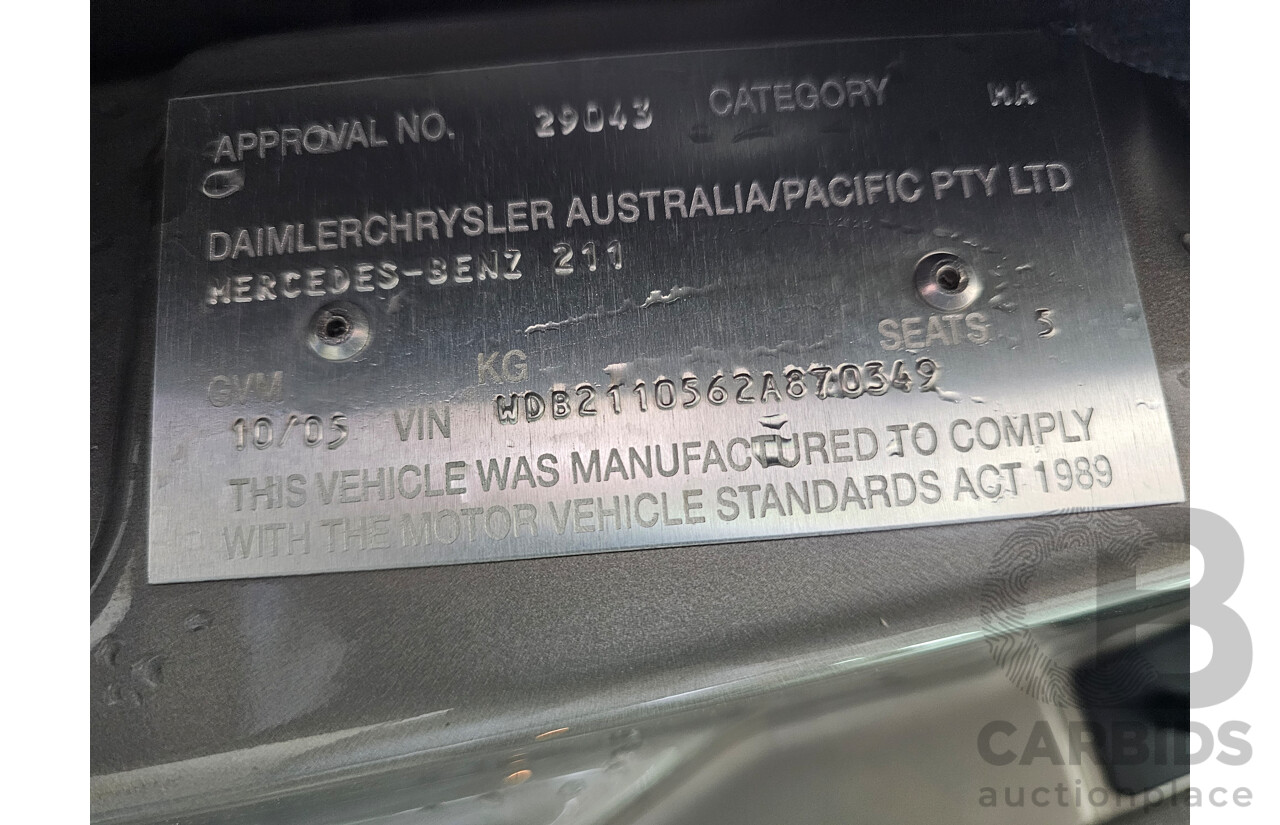 APPROVAL NO. 29043 CATEGORY MA
DAIMLERCHRYSLER AUSTRALIA/PACIFIC PTY LTD
MERCEDES-BENZ 211
GVM KG SEATS 5
10/05 VIN WDB2110562A870349
THIS VEHICLE WAS MANUFACTURED TO COMPLY
WITH THE MOTOR VEHICLE STANDARDS ACT 1989
CB
CARBIDS
auctionplace